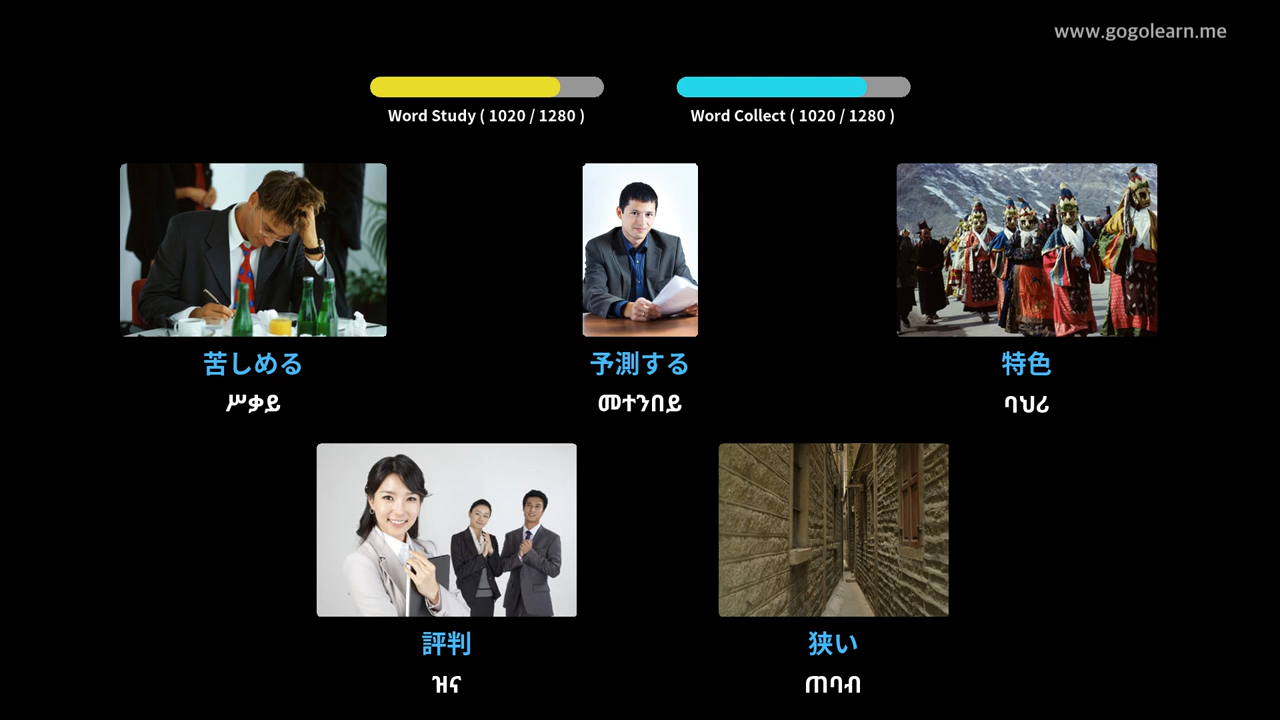 www.gogolearn.me
Word Study ( 1020 / 1280 )
Word Collect ( 1020 / 1280 )
苦しめる
予測する
特色
ሥቃይ
መተንበይ
ባህሪ
評判
狭い
ዝና
ጠባብ